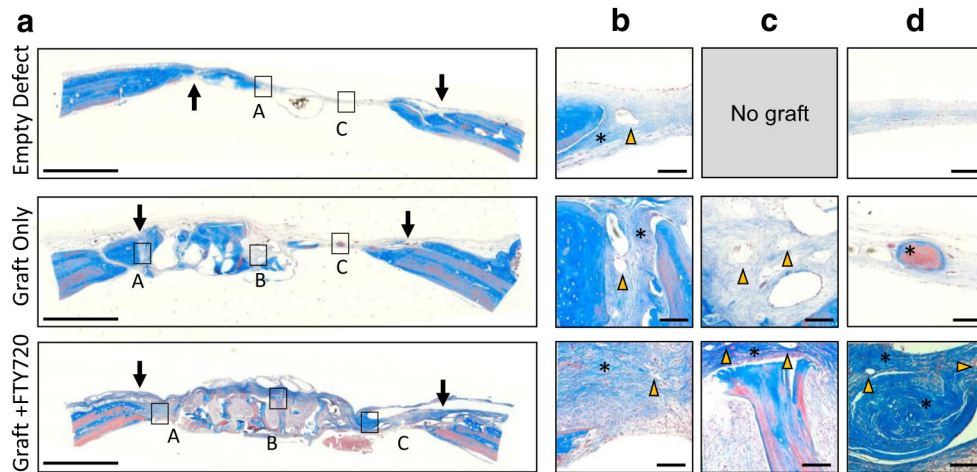 a
b
c
d
Empty Defect
A
C
No graft
*
Graft Only
A
B
C
*
*
Graft +FTY720
A
B
C
*
*
*
*